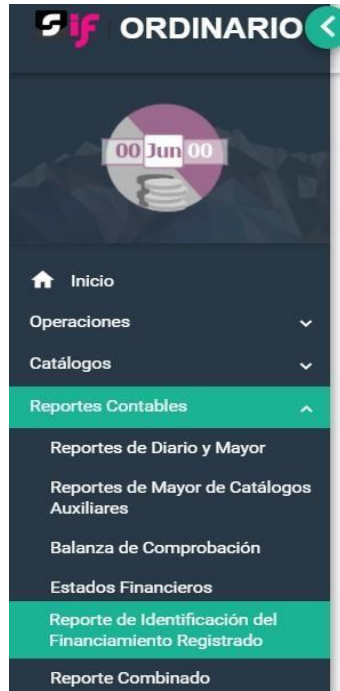 sif ORDINARIO
00 Jun 00
Inicio
Operaciones
Catálogos
Reportes Contables
Reportes de Diario y Mayor
Reportes de Mayor de Catálogos
Auxiliares
Balanza de Comprobación
Estados Financieros
Reporte de Identificación del
Financiamiento Registrado
Reporte Combinado